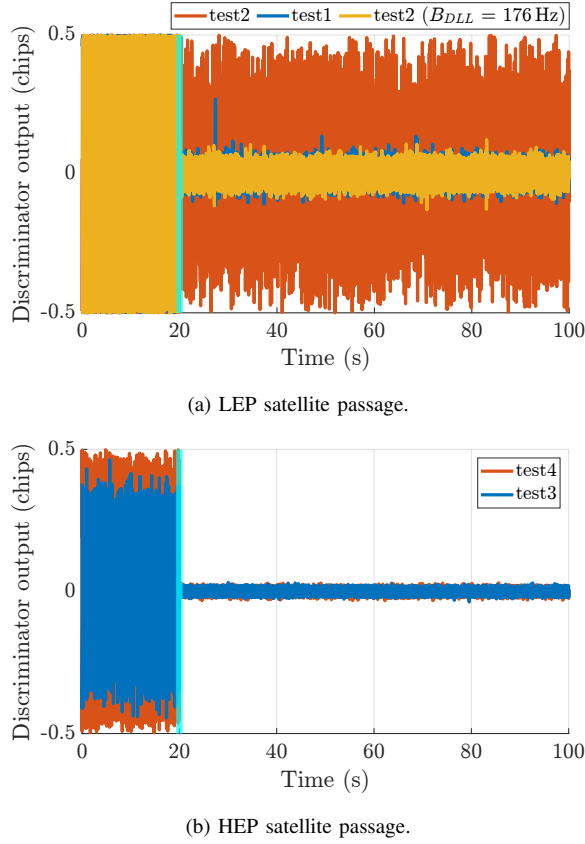 test2 test1 test2 (B_DLL = 176 Hz)
Discriminator output (chips)
0.5
0
-0.5
0 20 40 60 80 100
Time (s)
(a) LEP satellite passage.
test4
test3
Discriminator output (chips)
0.5
0
-0.5
0 20 40 60 80 100
Time (s)
(b) HEP satellite passage.